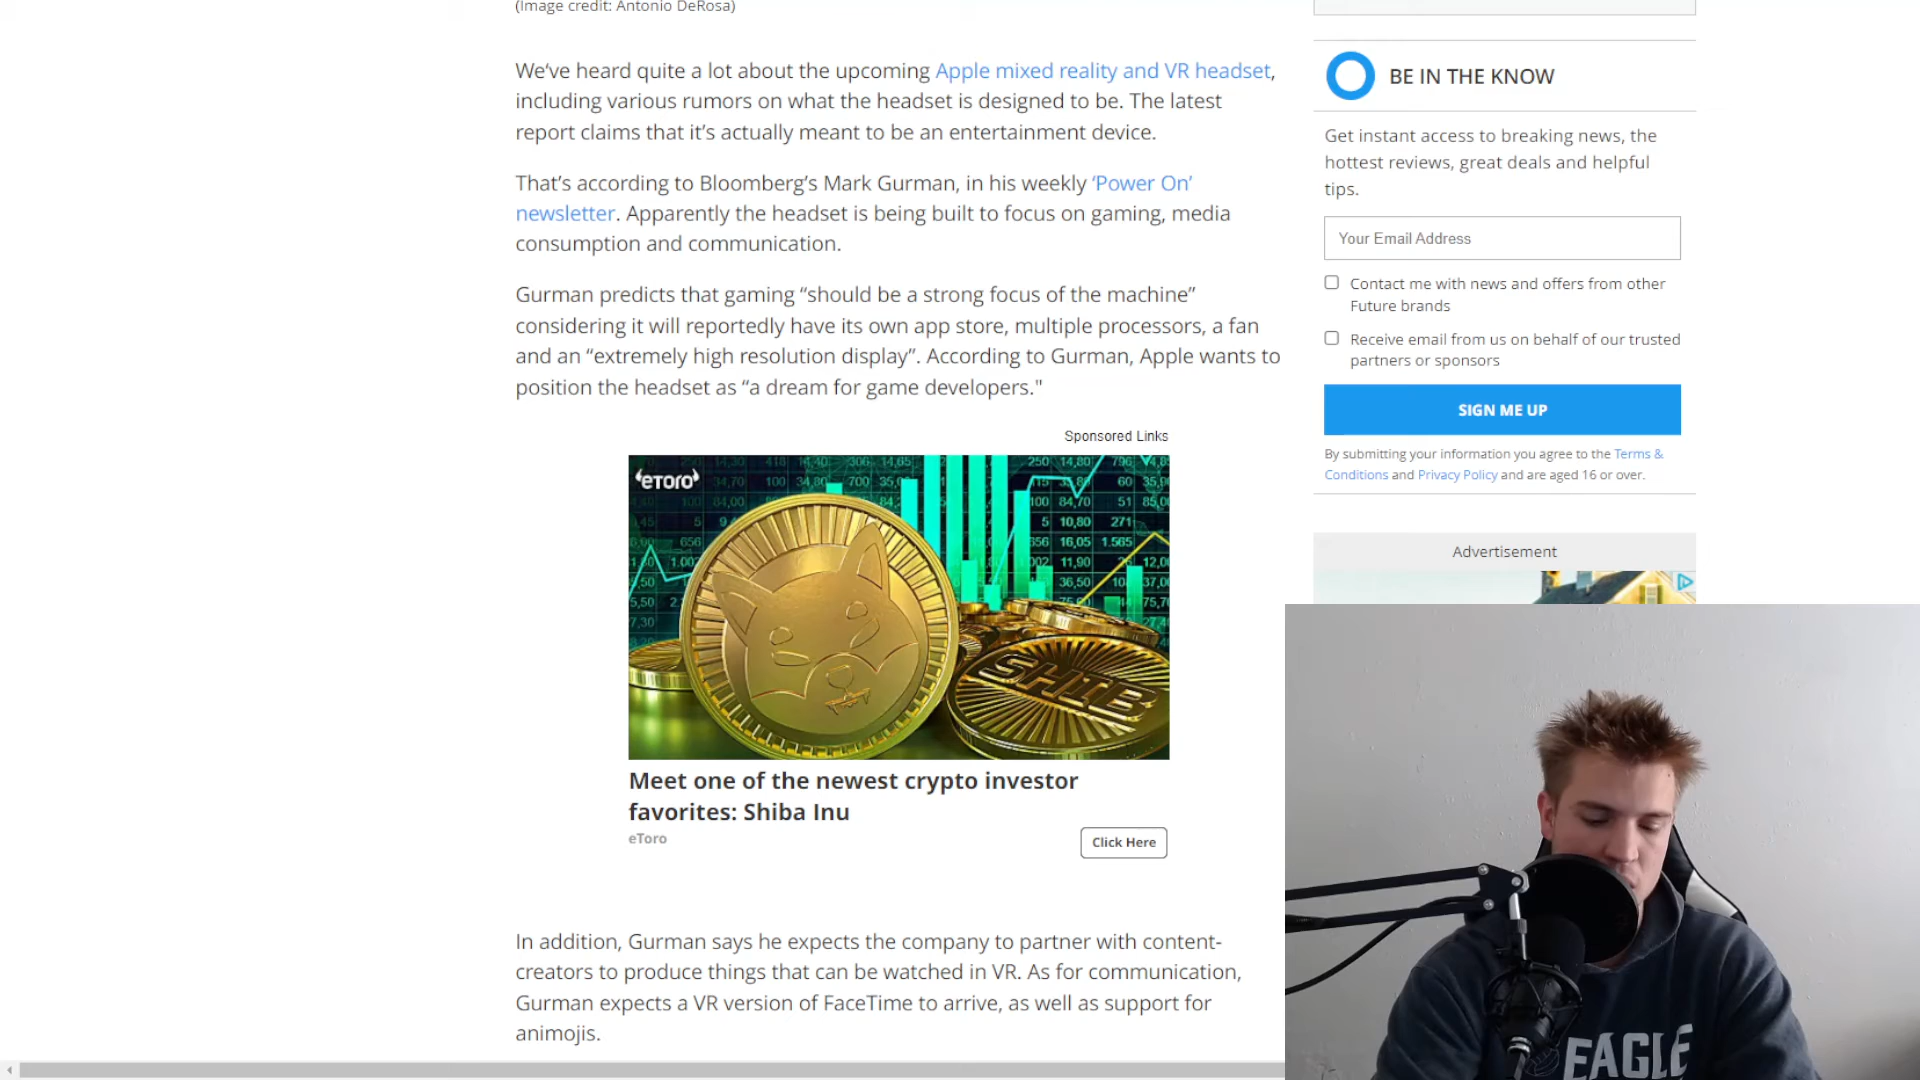 (Image credit: Antonio DeRosa)
We've heard quite a lot about the upcoming Apple mixed reality and VR headset,
including various rumors on what the headset is designed to be. The latest
report claims that it's actually meant to be an entertainment device.
That's according to Bloomberg's Mark Gurman, in his weekly ‘Power On’
newsletter. Apparently the headset is being built to focus on gaming, media
consumption and communication.
Gurman predicts that gaming “should be a strong focus of the machine”
considering it will reportedly have its own app store, multiple processors, a fan
and an “extremely high resolution display”. According to Gurman, Apple wants to
position the headset as “a dream for game developers."
Sponsored Links
eToro
SHIB
Meet one of the newest crypto investor
favorites: Shiba Inu
eToro
Click Here
In addition, Gurman says he expects the company to partner with content-
creators to produce things that can be watched in VR. As for communication,
Gurman expects a VR version of FaceTime to arrive, as well as support for
animojis.
BE IN THE KNOW
Get instant access to breaking news, the
hottest reviews, great deals and helpful
tips.
Your Email Address
Contact me with news and offers from other
Future brands
Receive email from us on behalf of our trusted
partners or sponsors
SIGN ME UP
By submitting your information you agree to the Terms &
Conditions and Privacy Policy and are aged 16 or over.
Advertisement
EAGLE